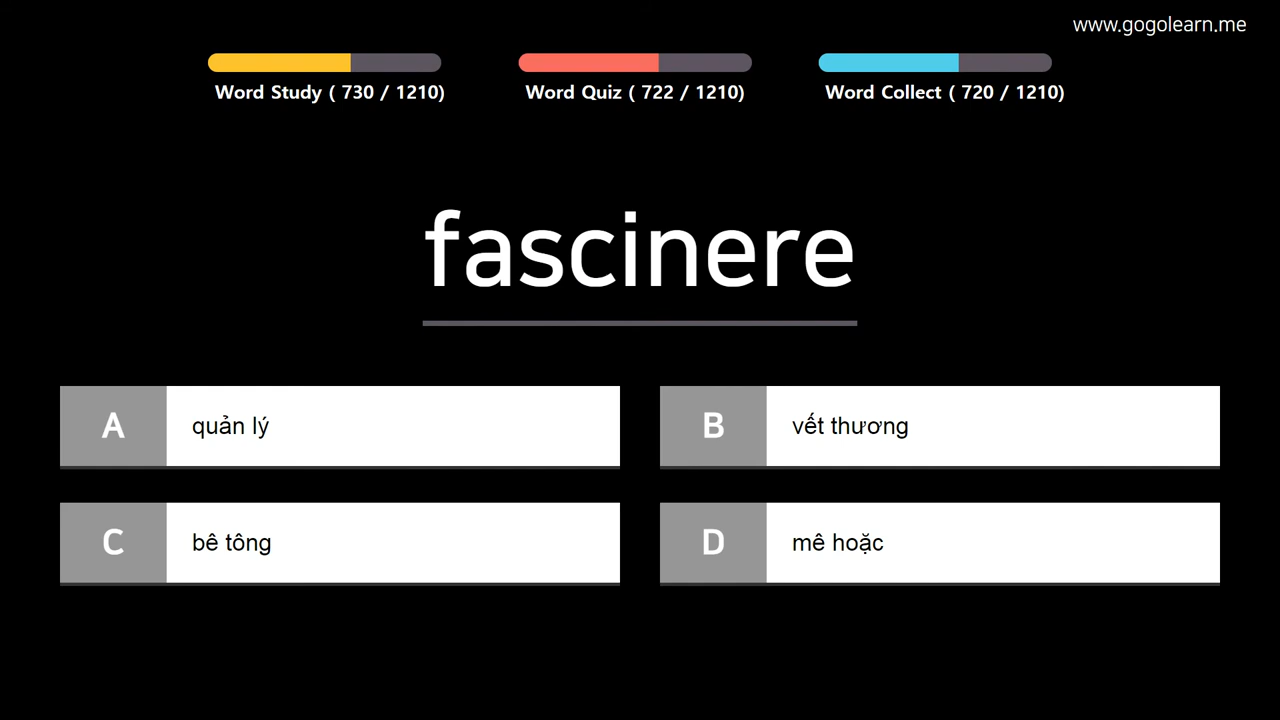 www.gogolearn.me
Word Study ( 730 / 1210)
Word Quiz ( 722 / 1210)
Word Collect ( 720 / 1210)
fascinere
A quản lý
B vết thương
C bê tông
D mê hoặc